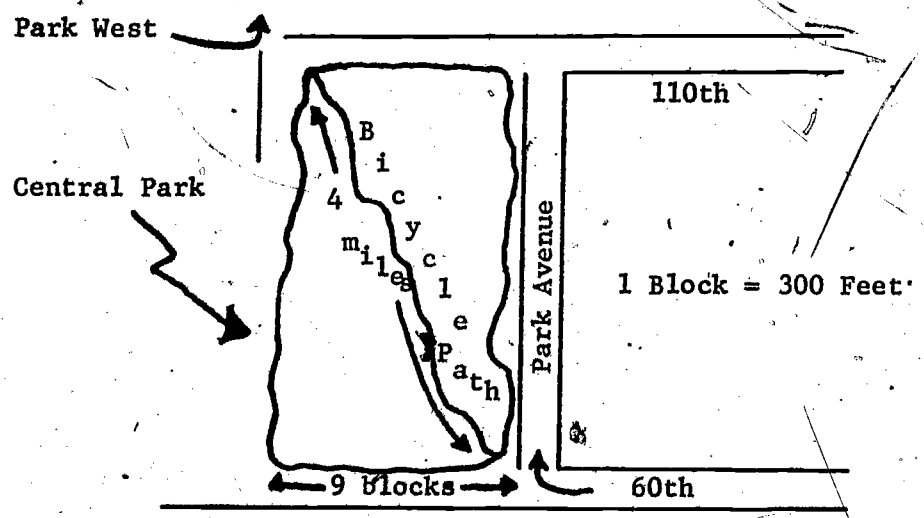 Park West
110th
Central Park
Bicycle Path
4 miles
Park Avenue
1 Block = 300 Feet
9 blocks
60th